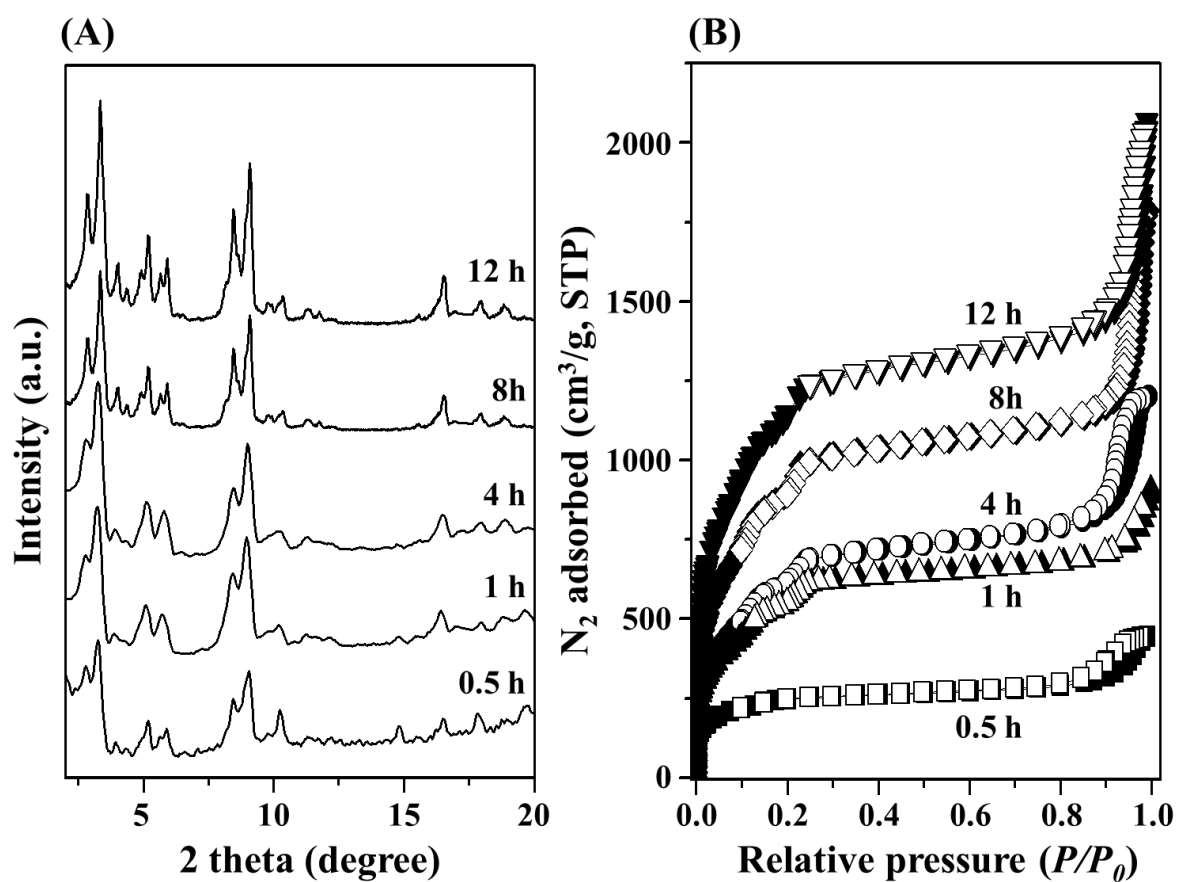 (A)
Intensity (a.u.)
12 h
8h
4 h
1 h
0.5 h
5
10
15
20
2 theta (degree)
(B)
N2 adsorbed (cm3/g, STP)
2000
1500
1000
500
0
12 h
8h
4 h
1 h
0.5 h
0.0
0.2
0.4
0.6
0.8
1.0
Relative pressure (P/P0)